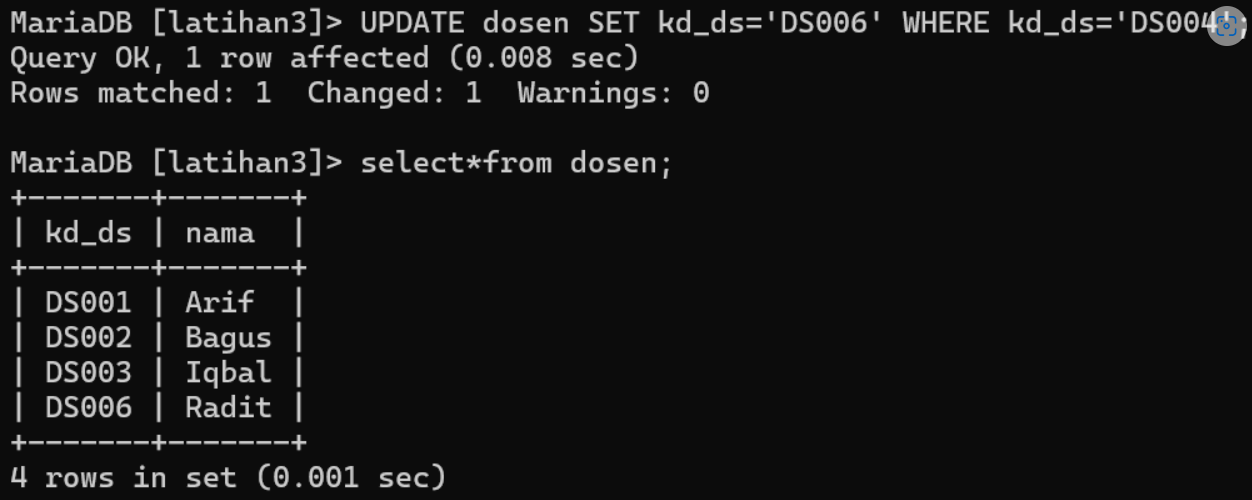 MariaDB [latihan3]> UPDATE dosen SET kd_ds='DS006' WHERE kd_ds='DS004';
Query OK, 1 row affected (0.008 sec)
Rows matched: 1  Changed: 1  Warnings: 0
MariaDB [latihan3]> select*from dosen;
+-------+-------+
| kd_ds | nama  |
+-------+-------+
| DS001 | Arif  |
| DS002 | Bagus |
| DS003 | Iqbal |
| DS006 | Radit |
+-------+-------+
4 rows in set (0.001 sec)